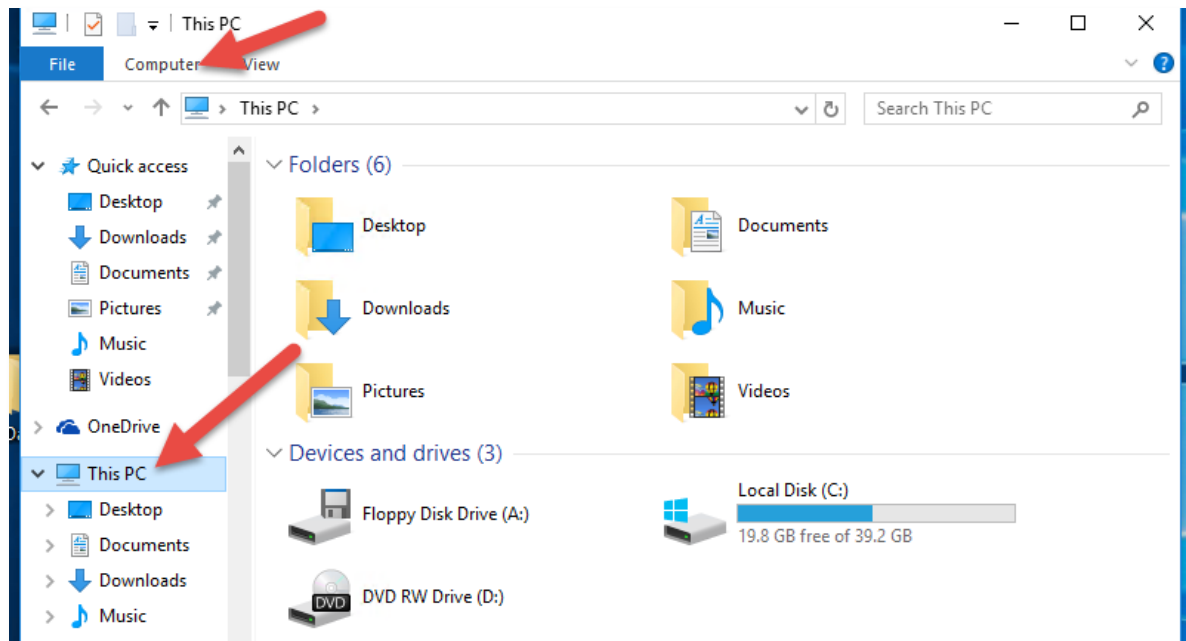 This PC
File Computer View
This PC
Search This PC
Quick access
Desktop
Downloads
Documents
Pictures
Music
Videos
OneDrive
This PC
Desktop
Documents
Downloads
Music
Folders (6)
Desktop
Documents
Downloads
Music
Pictures
Videos
Devices and drives (3)
Floppy Disk Drive (A:)
Local Disk (C:)
19.8 GB free of 39.2 GB
DVD
DVD RW Drive (D:)